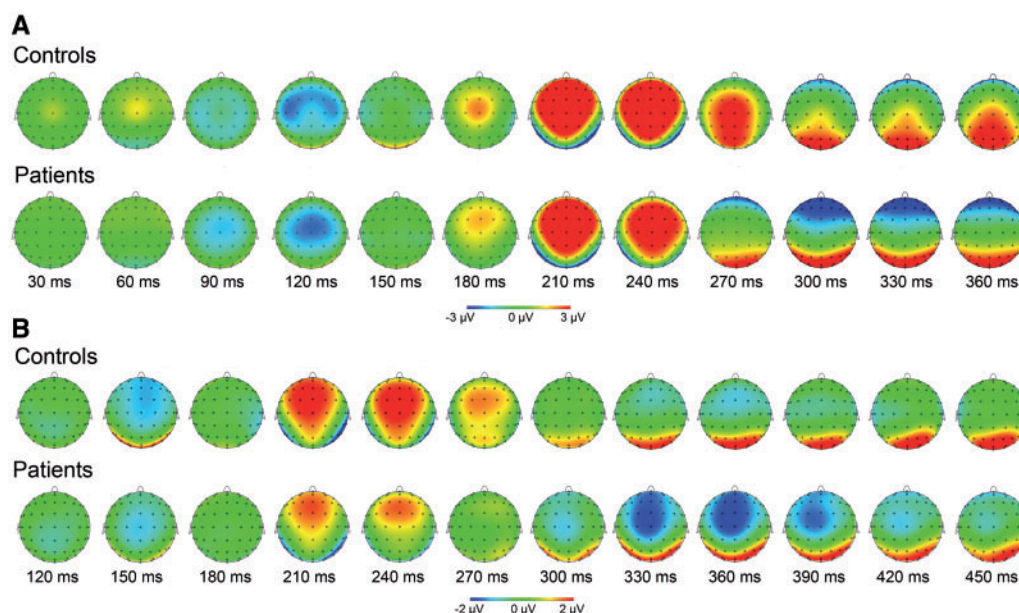 A
Controls
Patients
30 ms 60 ms 90 ms 120 ms 150 ms 180 ms 210 ms 240 ms 270 ms 300 ms 330 ms 360 ms
-3 µV 0 µV 3 µV
B
Controls
Patients
120 ms 150 ms 180 ms 210 ms 240 ms 270 ms 300 ms 330 ms 360 ms 390 ms 420 ms 450 ms
-2 µV 0 µV 2 µV